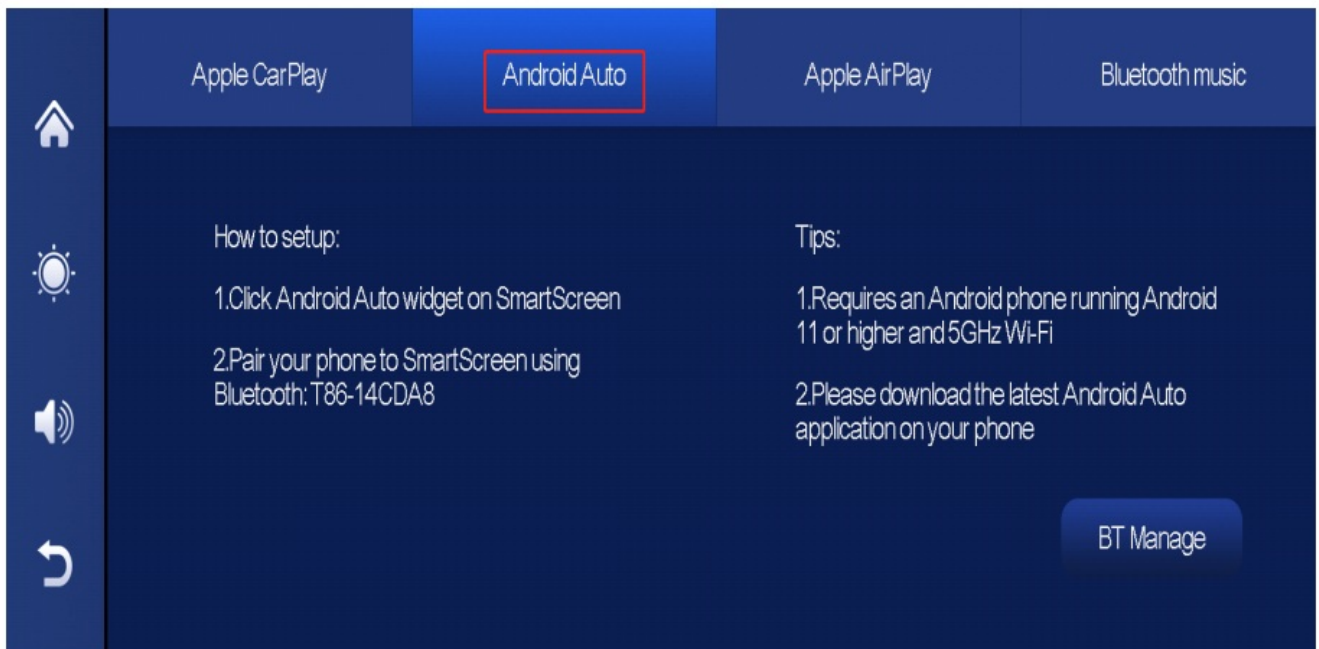 Apple CarPlay
Android Auto
Apple AirPlay
Bluetooth music
How to setup:
1.Click Android Auto widget on SmartScreen
2.Pair your phone to SmartScreen using
Bluetooth: T86-14CDA8
Tips:
1.Requires an Android phone running Android
11 or higher and 5GHz Wi-Fi
2.Please download the latest Android Auto
application on your phone
BT Manage